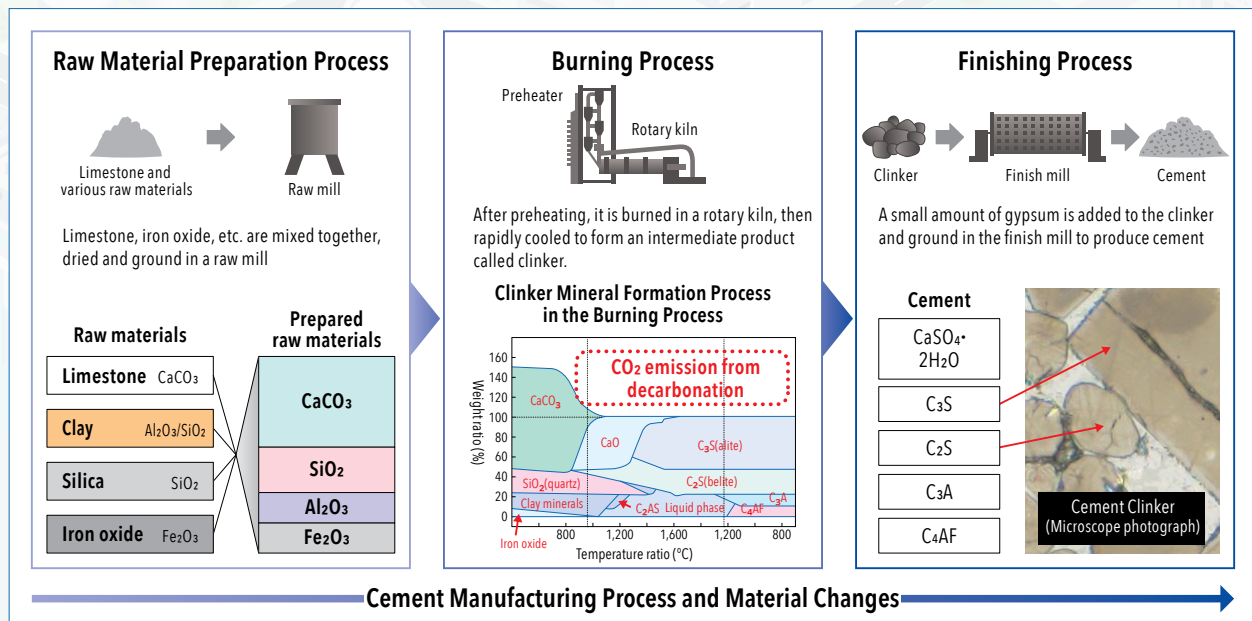 Raw Material Preparation Process
Limestone and
various raw materials
Raw mill
Limestone, iron oxide, etc. are mixed together,
dried and ground in a raw mill
Raw materials
Prepared
raw materials
Limestone CaCO₃
Clay Al₂O₃/SiO₂
Silica SiO₂
Iron oxide Fe₂O₃
CaCO₃
SiO₂
Al₂O₃
Fe₂O₃
Burning Process
Preheater
Rotary kiln
After preheating, it is burned in a rotary kiln, then
rapidly cooled to form an intermediate product
called clinker.
Clinker Mineral Formation Process
in the Burning Process
Weight ratio (%)
160
140
120
100
80
60
40
20
0
CO₂ emission from
decarbonation
CaCO₃
CaO
C₃S(alite)
SiO₂(quartz)
C₂S(belite)
Clay minerals
C₂AS
Liquid phase
C₃A
C₄AF
Iron oxide
800 1,200 1,200 800
Temperature ratio (°C)
Finishing Process
Clinker
Finish mill
Cement
A small amount of gypsum is added to the clinker
and ground in the finish mill to produce cement
Cement
CaSO₄•
2H₂O
C₃S
C₂S
C₃A
C₄AF
Cement Clinker
(Microscope photograph)
Cement Manufacturing Process and Material Changes